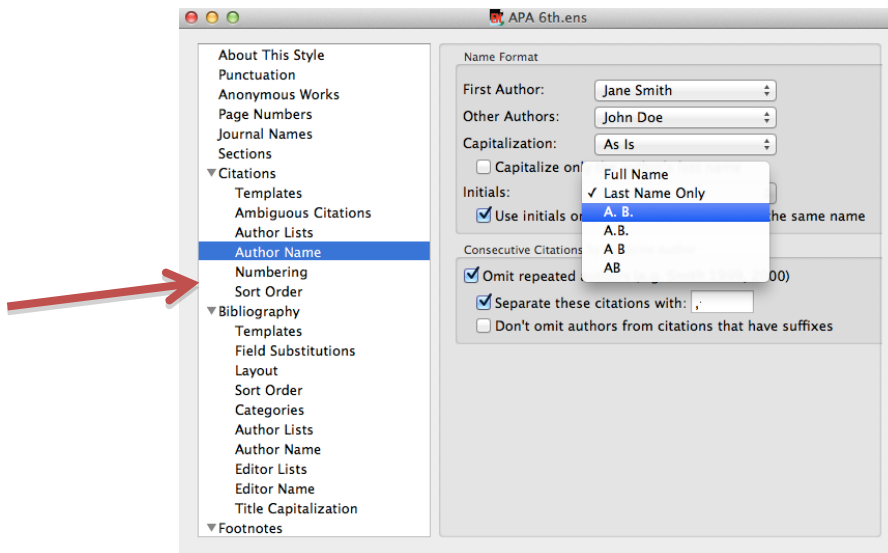 APA 6th.ens
About This Style
Punctuation
Anonymous Works
Page Numbers
Journal Names
Sections
Citations
Templates
Ambiguous Citations
Author Lists
Author Name
Numbering
Sort Order
Bibliography
Templates
Field Substitutions
Layout
Sort Order
Categories
Author Lists
Author Name
Editor Lists
Editor Name
Title Capitalization
Footnotes
Name Format
First Author: Jane Smith
Other Authors: John Doe
Capitalization: As Is
Capitalize only
Initials:
Full Name
Last Name Only
A. B.
A.B.
A B
AB
Use initials the same name
Consecutive Citations
Omit repeated
Separate these citations with: ,
Don't omit authors from citations that have suffixes